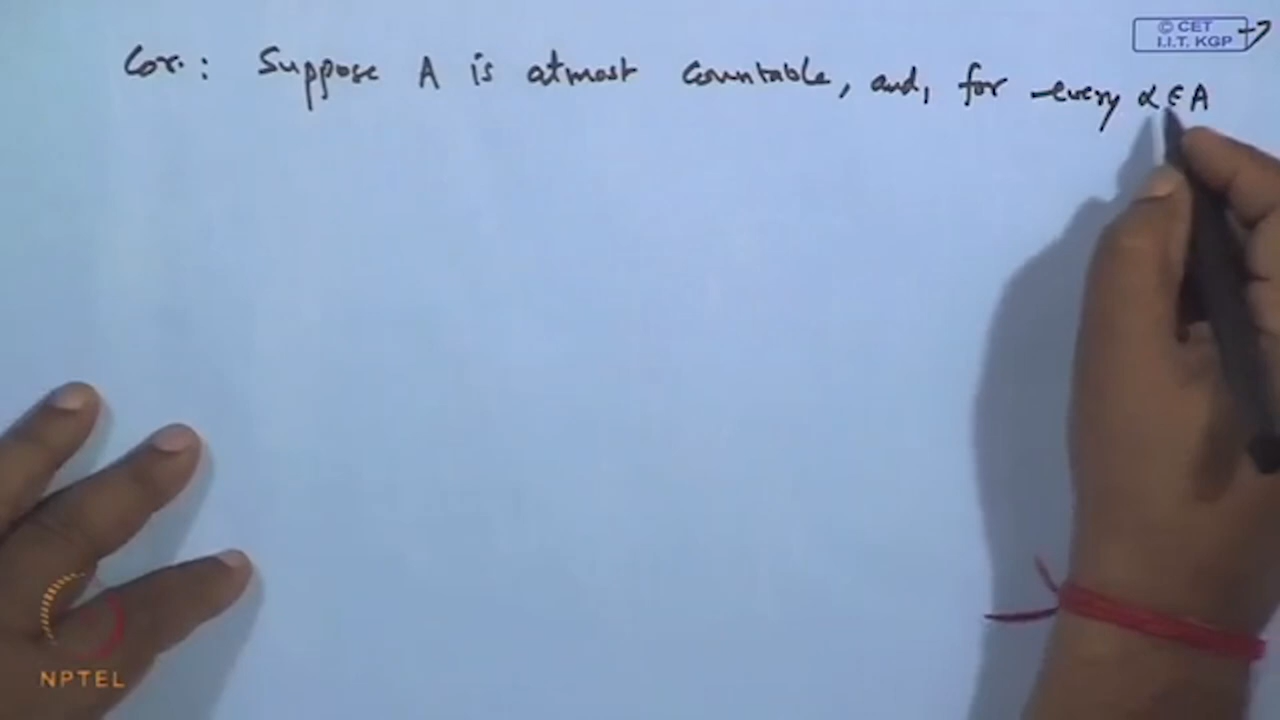 © CET
I.I.T. KGP
Cor. : Suppose A is atmost countable, and, for every α ∈ A
NPTEL